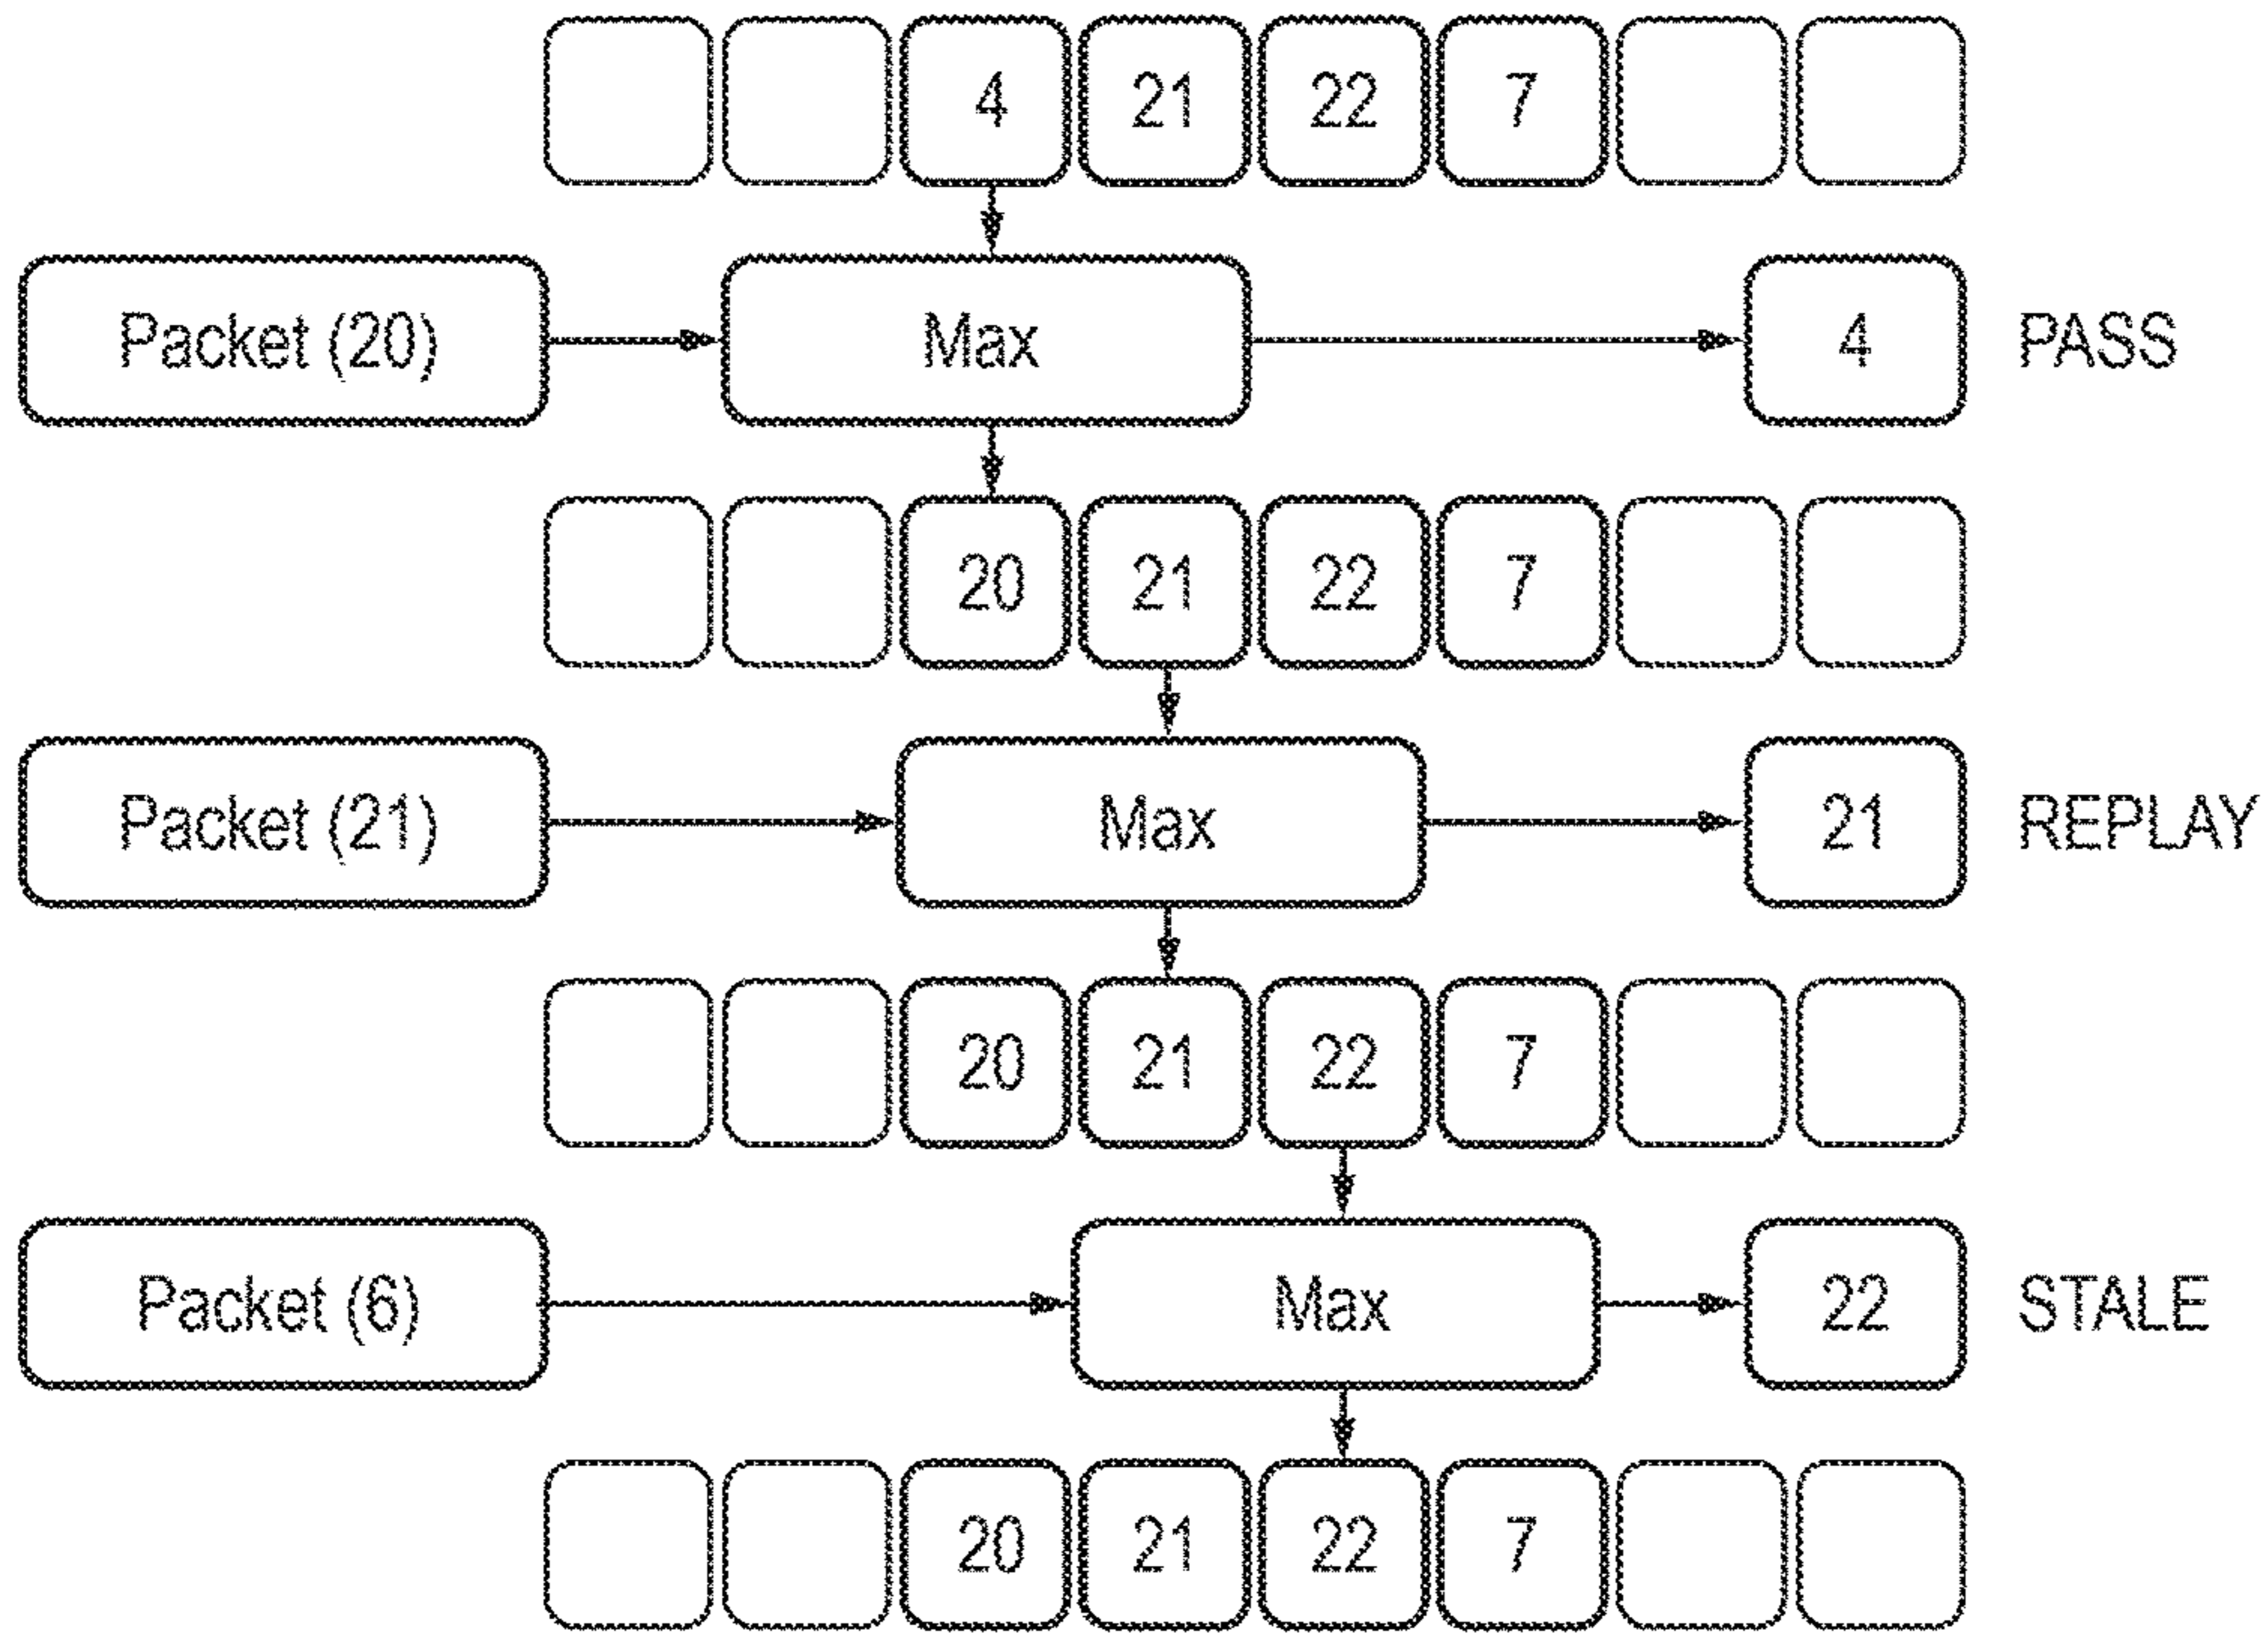 4 21 22 7
Packet (20) Max 4 PASS
20 21 22 7
Packet (21) Max 21 REPLAY
20 21 22 7
Packet (6) Max 22 STALE
20 21 22 7